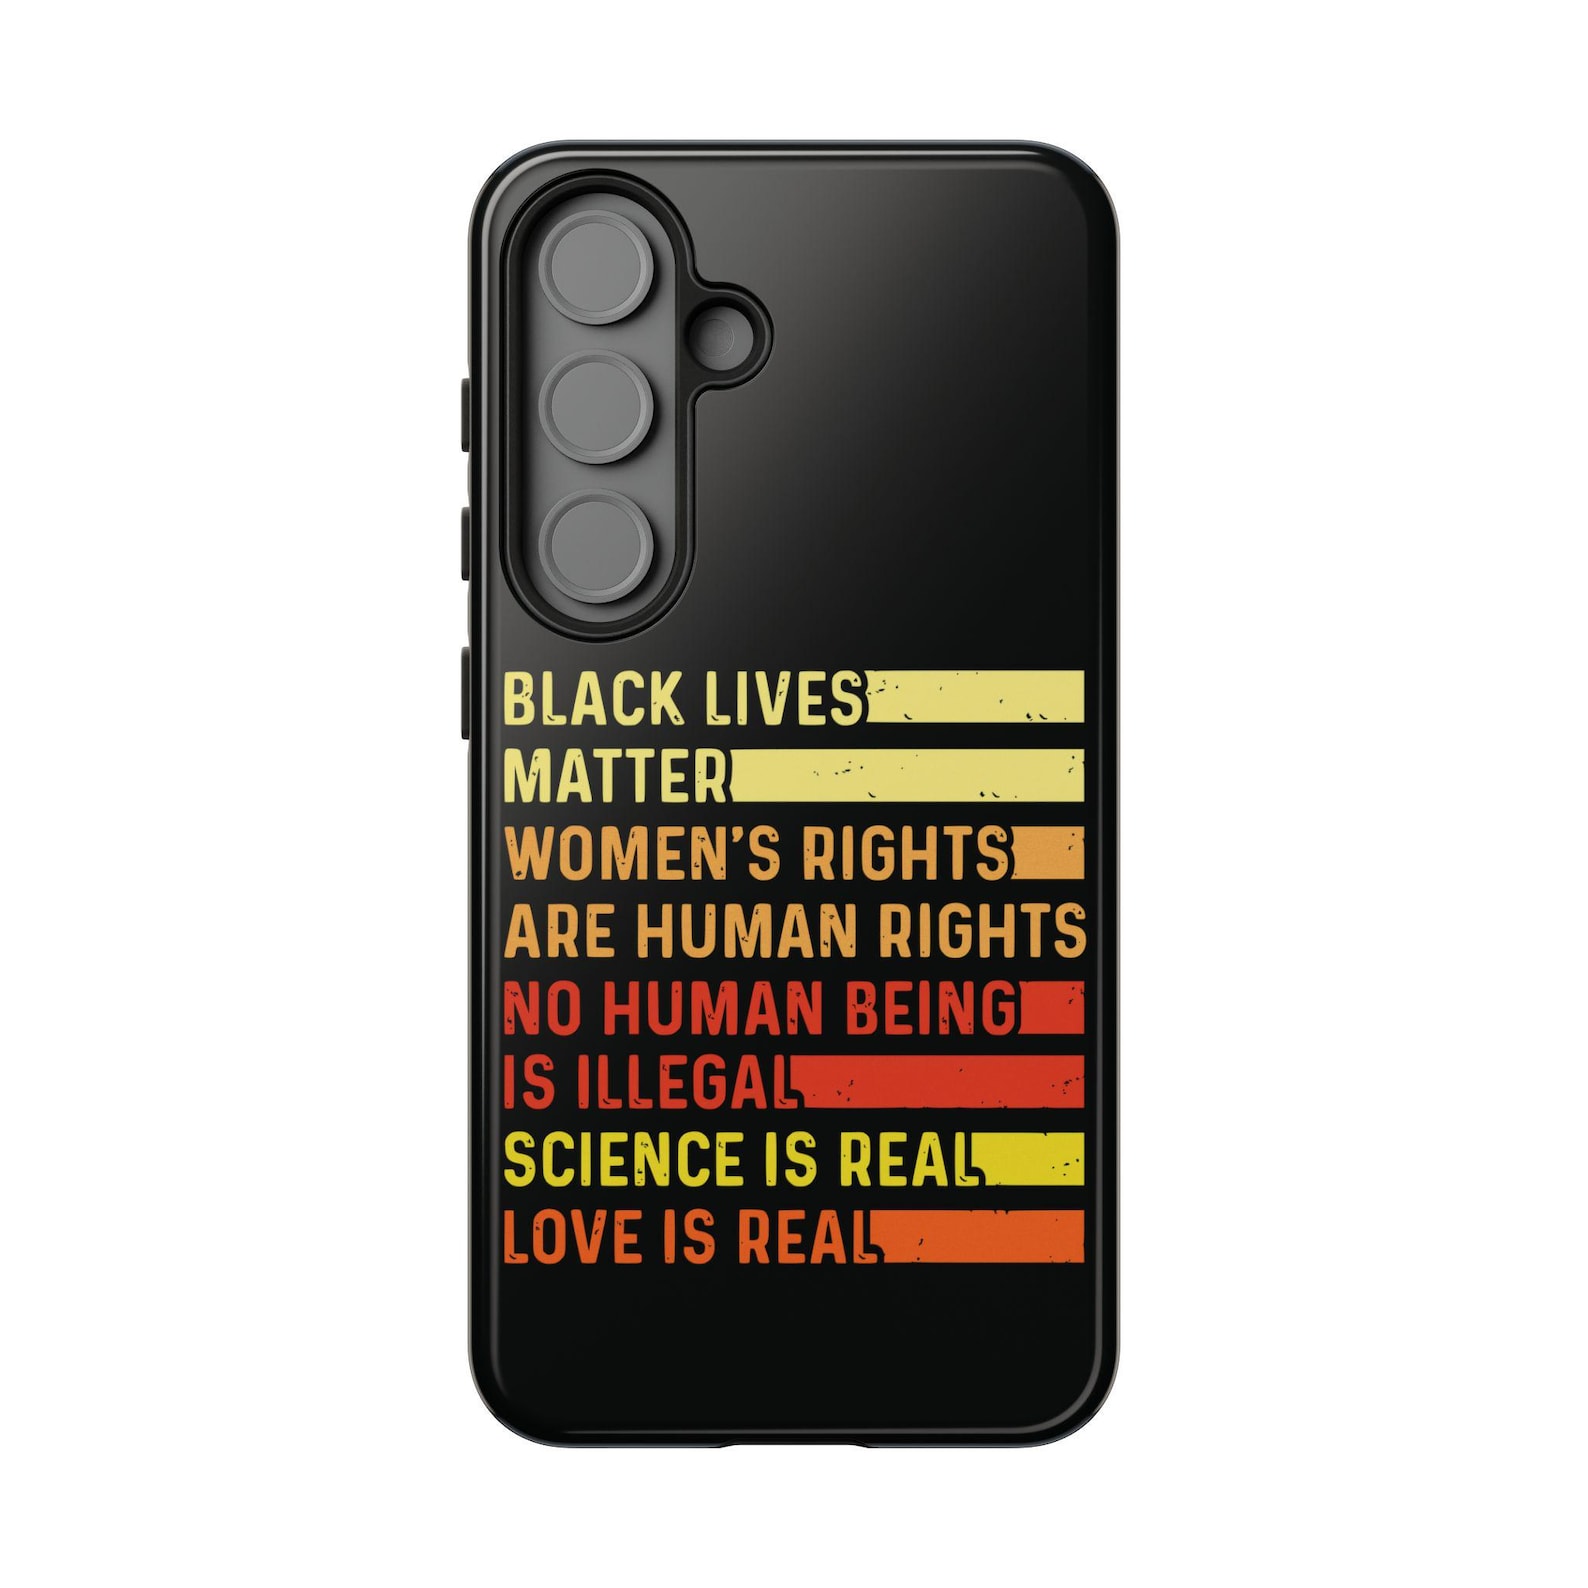 BLACK LIVES
MATTER
WOMEN'S RIGHTS
ARE HUMAN RIGHTS
NO HUMAN BEING
IS ILLEGAL
SCIENCE IS REAL
LOVE IS REAL